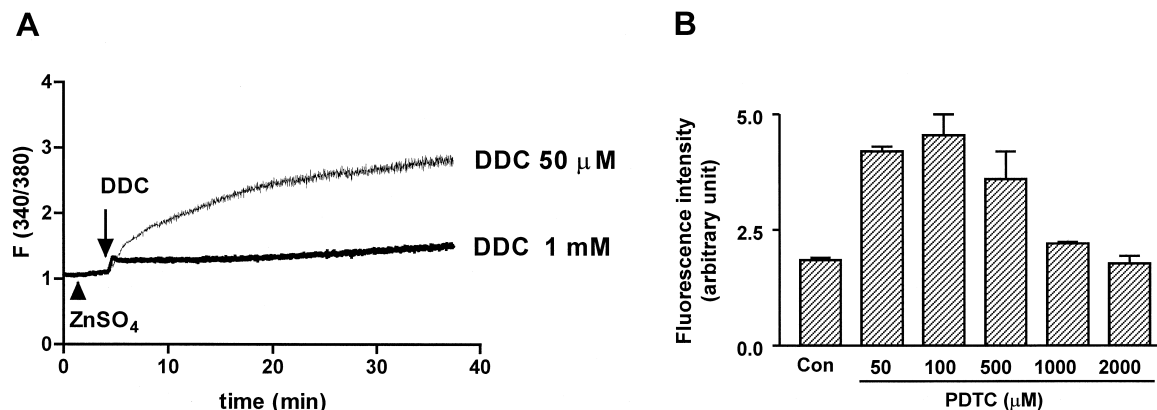 A
4
3
2
1
0
F (340/380)
DDC
ZnSO4
DDC 50 μM
DDC 1 mM
0 10 20 30 40
time (min)
B
5.0
2.5
0.0
Fluorescence intensity
(arbitrary unit)
Con 50 100 500 1000 2000
PDTC (μM)